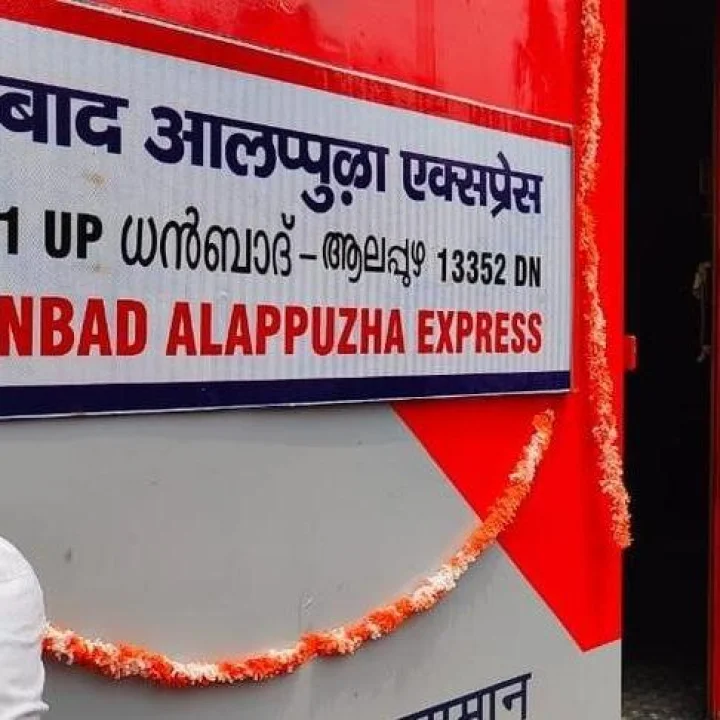 बाद आलप्पुऴा एक्सप्रेस
1 UP ധൻബാദ് – ആലപ്പുഴ 13352 DN
NBAD ALAPPUZHA EXPRESS
मान